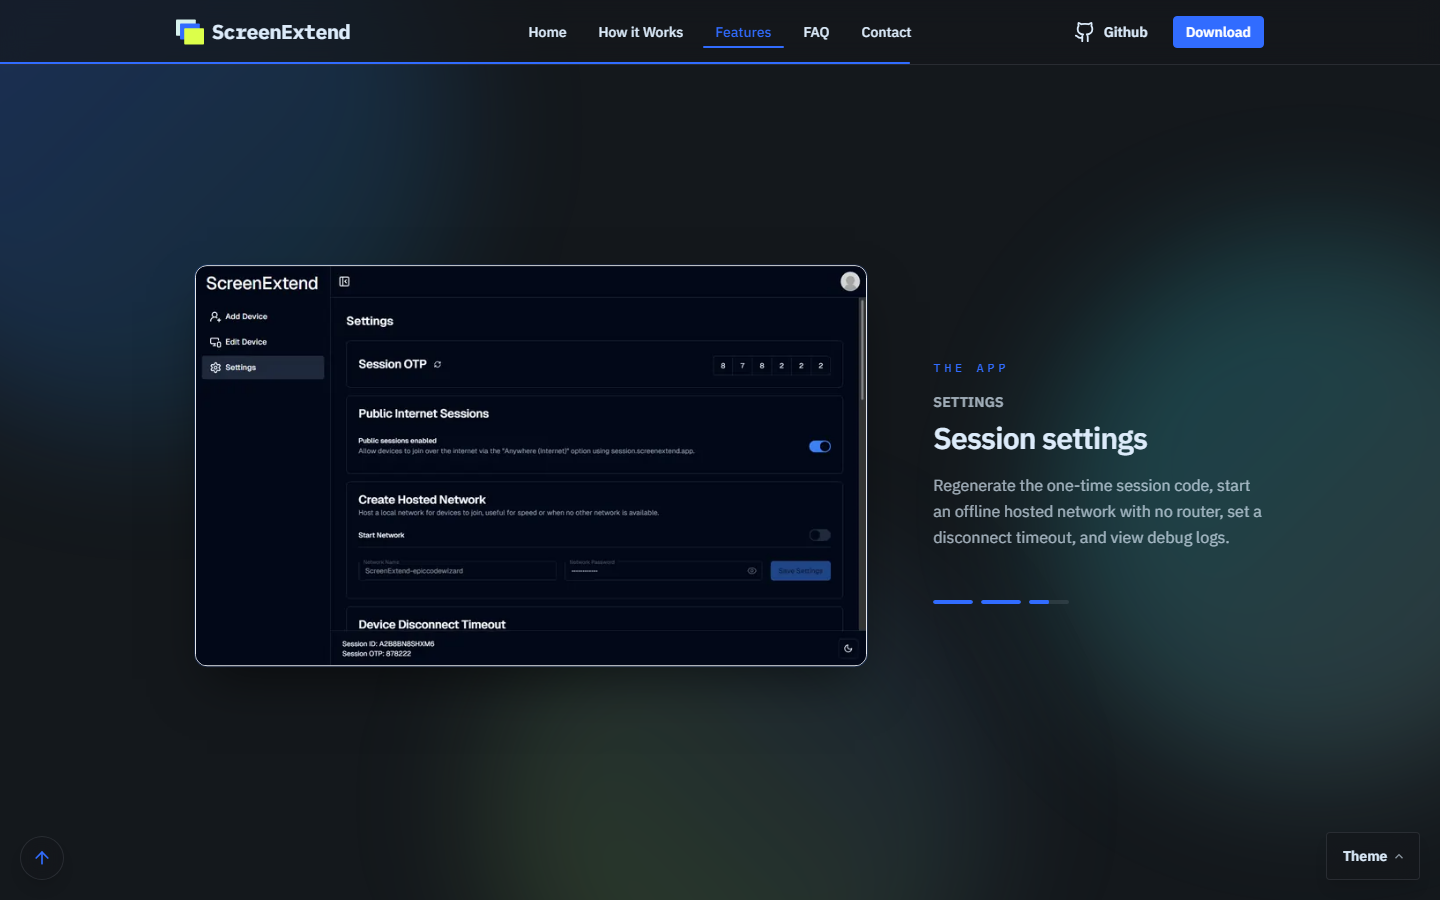 ScreenExtend
Home
How it Works
Features
FAQ
Contact
Github
Download
ScreenExtend
Add Device
Edit Device
Settings
Settings
Session OTP
8 7 8 2 2 2
Public Internet Sessions
Public sessions enabled
Allow devices to join over the internet via the "Anywhere (Internet)" option using session.screenextend.app.
Create Hosted Network
Host a local network for devices to join, useful for speed or when no other network is available.
Start Network
Network Name
ScreenExtend-epiccodewizard
Network Password
Save Settings
Device Disconnect Timeout
Session ID: A2B8BN8SHXM6
Session OTP: 878222
THE APP
SETTINGS
Session settings
Regenerate the one-time session code, start
an offline hosted network with no router, set a
disconnect timeout, and view debug logs.
Theme